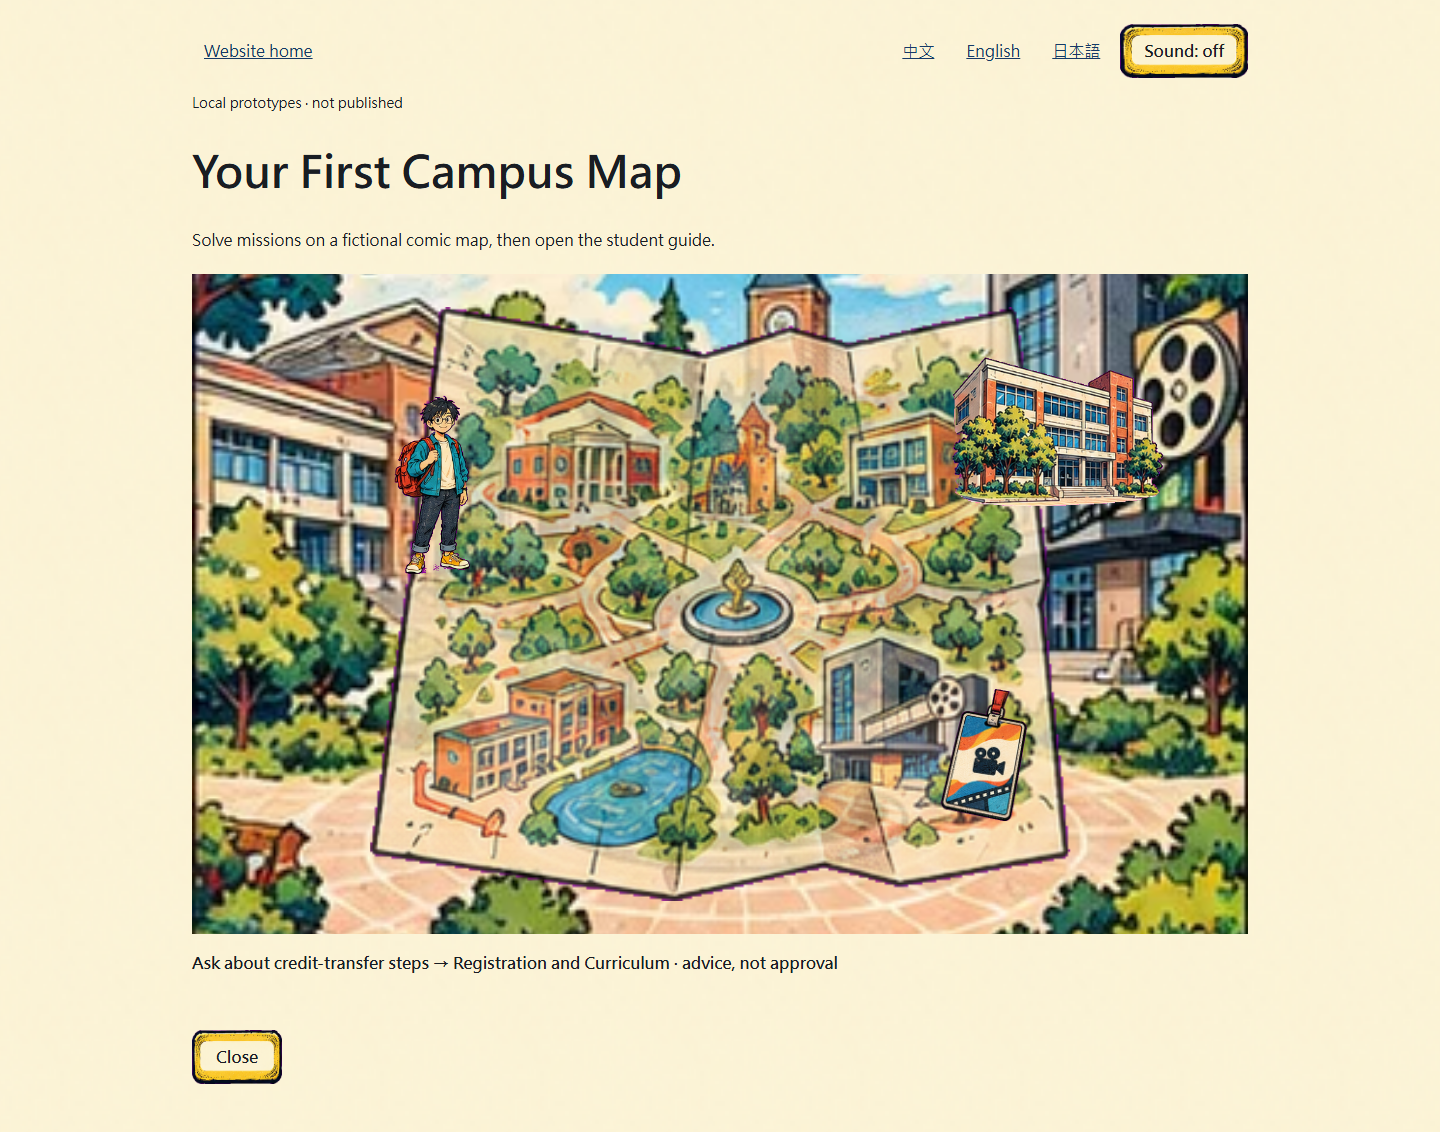 Website home
中文 English 日本語 Sound: off
Local prototypes · not published
Your First Campus Map
Solve missions on a fictional comic map, then open the student guide.
Ask about credit-transfer steps → Registration and Curriculum · advice, not approval
Close